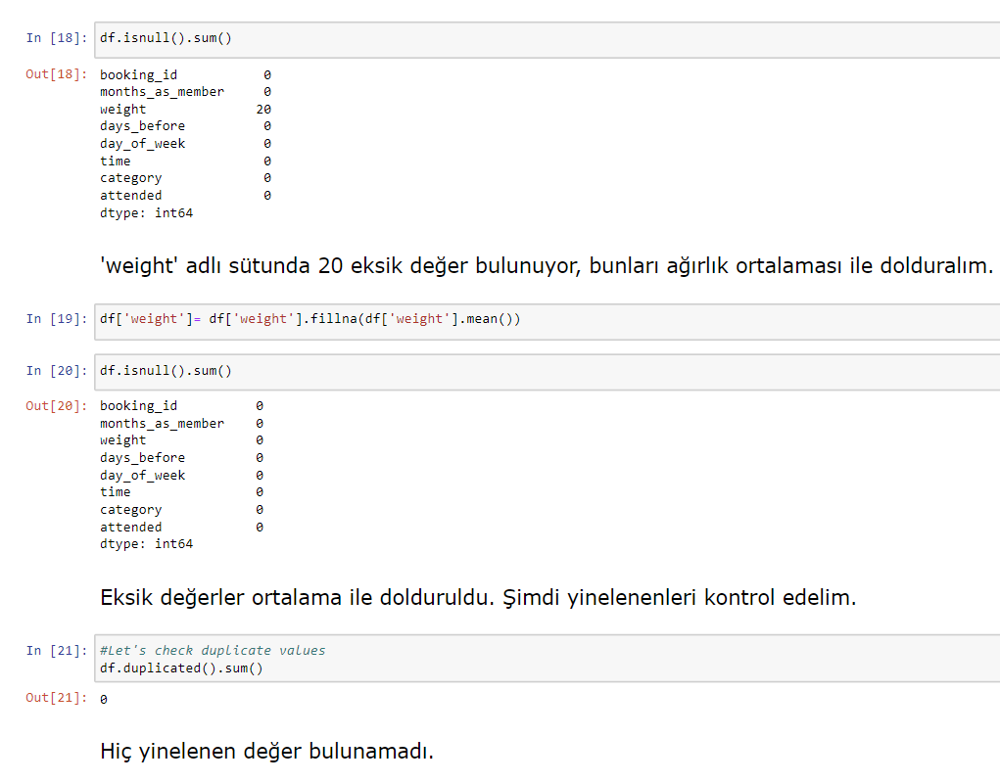 In [18]: df.isnull().sum()
Out[18]: booking_id 0
months_as_member 0
weight 20
days_before 0
day_of_week 0
time 0
category 0
attended 0
dtype: int64
'weight' adlı sütunda 20 eksik değer bulunuyor, bunları ağırlık ortalaması ile dolduralım.
In [19]: df['weight']= df['weight'].fillna(df['weight'].mean())
In [20]: df.isnull().sum()
Out[20]: booking_id 0
months_as_member 0
weight 0
days_before 0
day_of_week 0
time 0
category 0
attended 0
dtype: int64
Eksik değerler ortalama ile dolduruldu. Şimdi yinelenenleri kontrol edelim.
In [21]: #Let's check duplicate values
df.duplicated().sum()
Out[21]: 0
Hiç yinelenen değer bulunamadı.